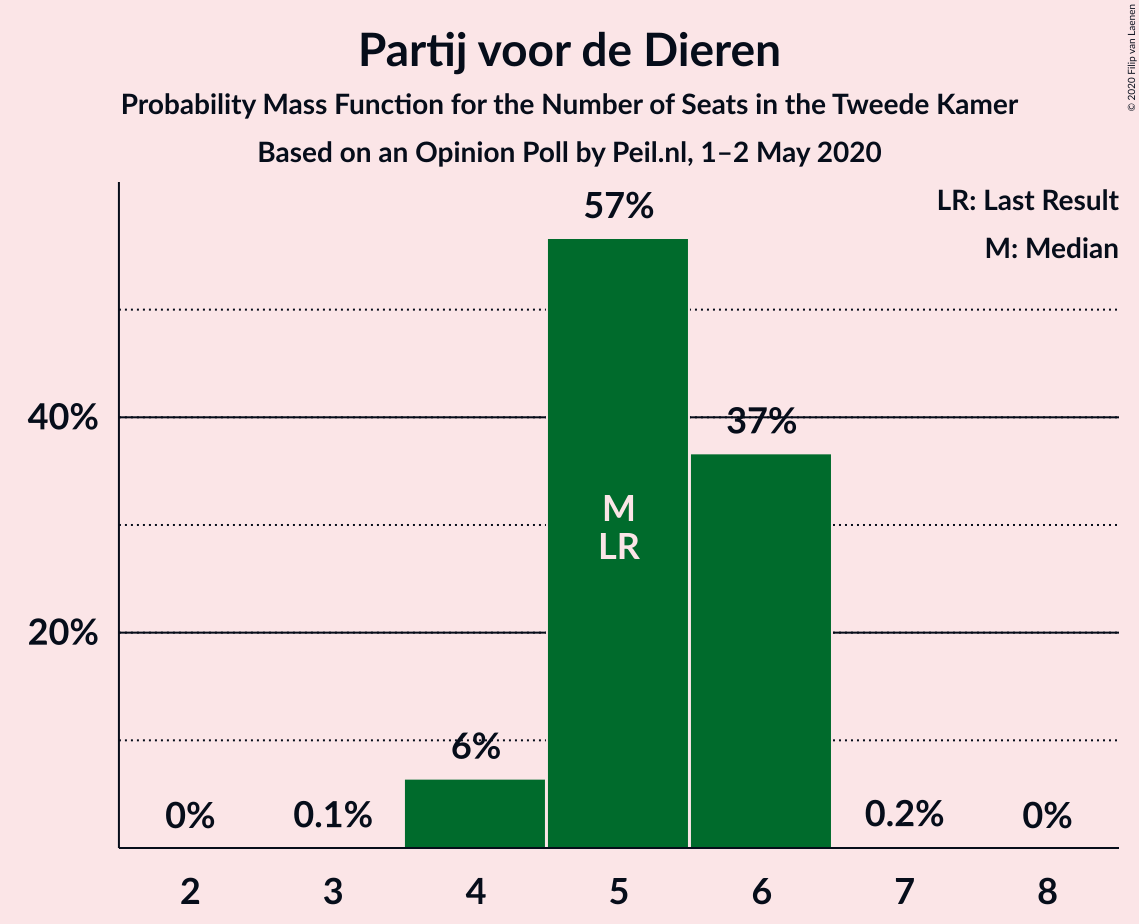 Partij voor de Dieren
Probability Mass Function for the Number of Seats in the Tweede Kamer
Based on an Opinion Poll by Peil.nl, 1–2 May 2020
© 2020 Filip van Laenen
LR: Last Result
M: Median
57%
40%
37%
M
LR
20%
6%
0%
0.1%
0.2%
0%
2
3
4
5
6
7
8